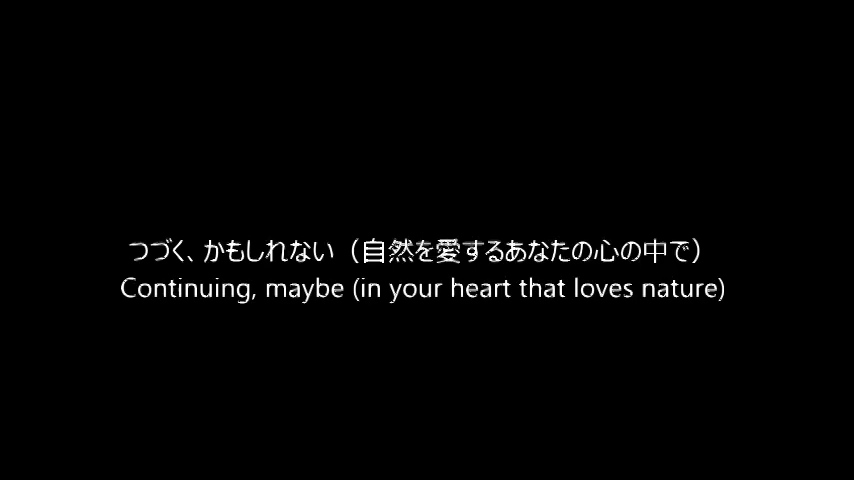 つづく、かもしれない（自然を愛するあなたの心の中で）
Continuing, maybe (in your heart that loves nature)